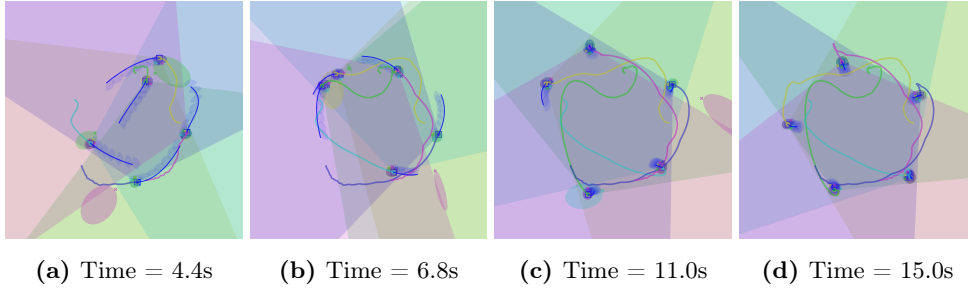 (a) Time = 4.4s
(b) Time = 6.8s
(c) Time = 11.0s
(d) Time = 15.0s